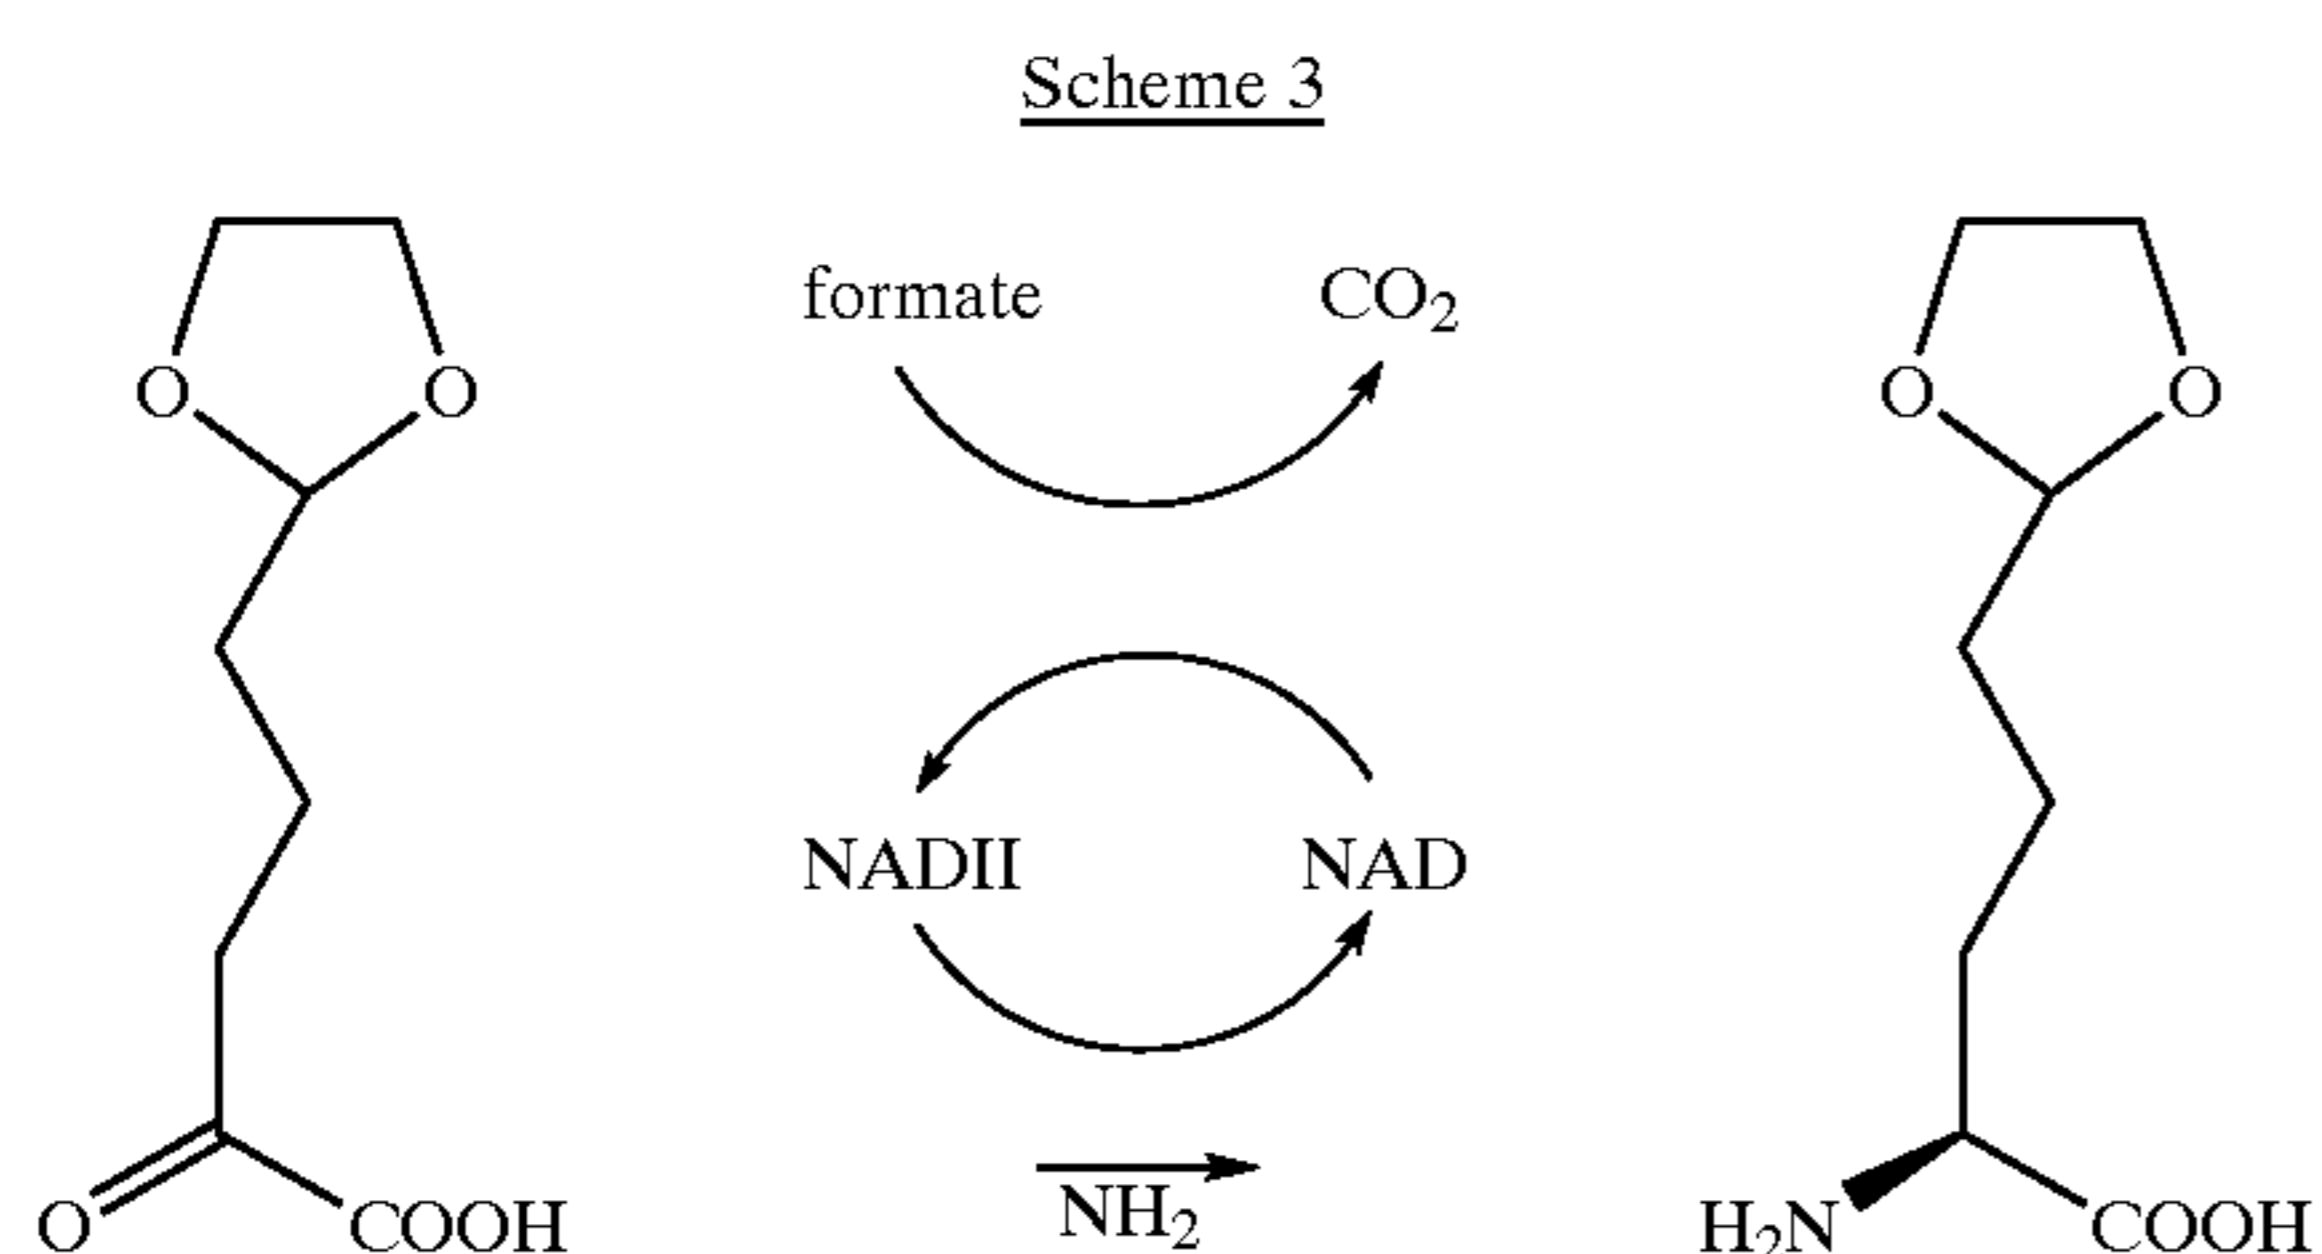 Scheme 3
formate CO2
O O O O
NADII NAD
O COOH NH2 H2N COOH